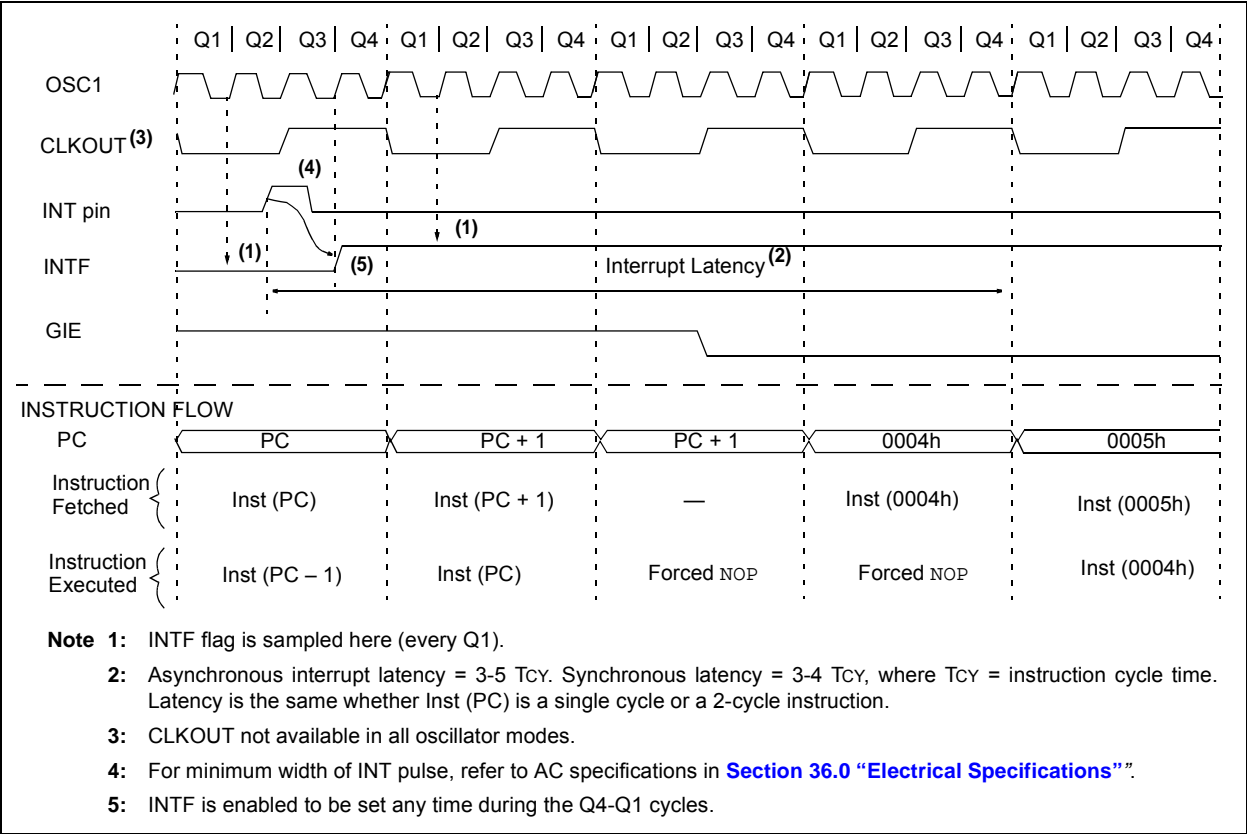 Q1 Q2 Q3 Q4 Q1 Q2 Q3 Q4 Q1 Q2 Q3 Q4 Q1 Q2 Q3 Q4 Q1 Q2 Q3 Q4
OSC1
CLKOUT(3)
(4)
INT pin
(1)
(1)
INTF
(5)
Interrupt Latency(2)
GIE
INSTRUCTION FLOW
PC PC PC + 1 PC + 1 0004h 0005h
Instruction
Fetched
Inst (PC) Inst (PC + 1) — Inst (0004h) Inst (0005h)
Instruction
Executed
Inst (PC – 1) Inst (PC) Forced NOP Forced NOP Inst (0004h)
Note 1: INTF flag is sampled here (every Q1).
2: Asynchronous interrupt latency = 3-5 TCY. Synchronous latency = 3-4 TCY, where TCY = instruction cycle time.
Latency is the same whether Inst (PC) is a single cycle or a 2-cycle instruction.
3: CLKOUT not available in all oscillator modes.
4: For minimum width of INT pulse, refer to AC specifications in Section 36.0 “Electrical Specifications””.
5: INTF is enabled to be set any time during the Q4-Q1 cycles.